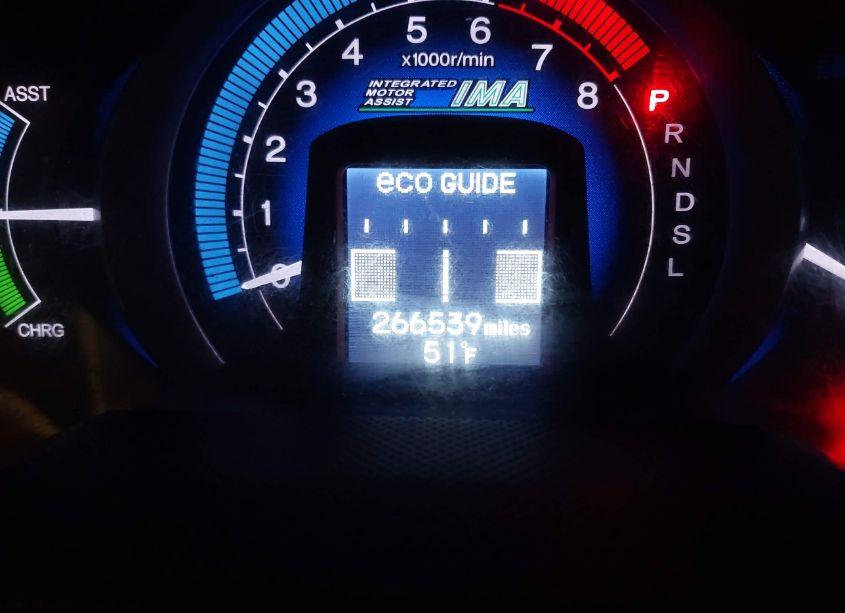 5 6
4 x1000r/min 7
ASST 3 INTEGRATED MOTOR ASSIST IMA 8 P
R
2 N
eco GUIDE
1 D
S
0 L
266539miles
CHRG
51°F